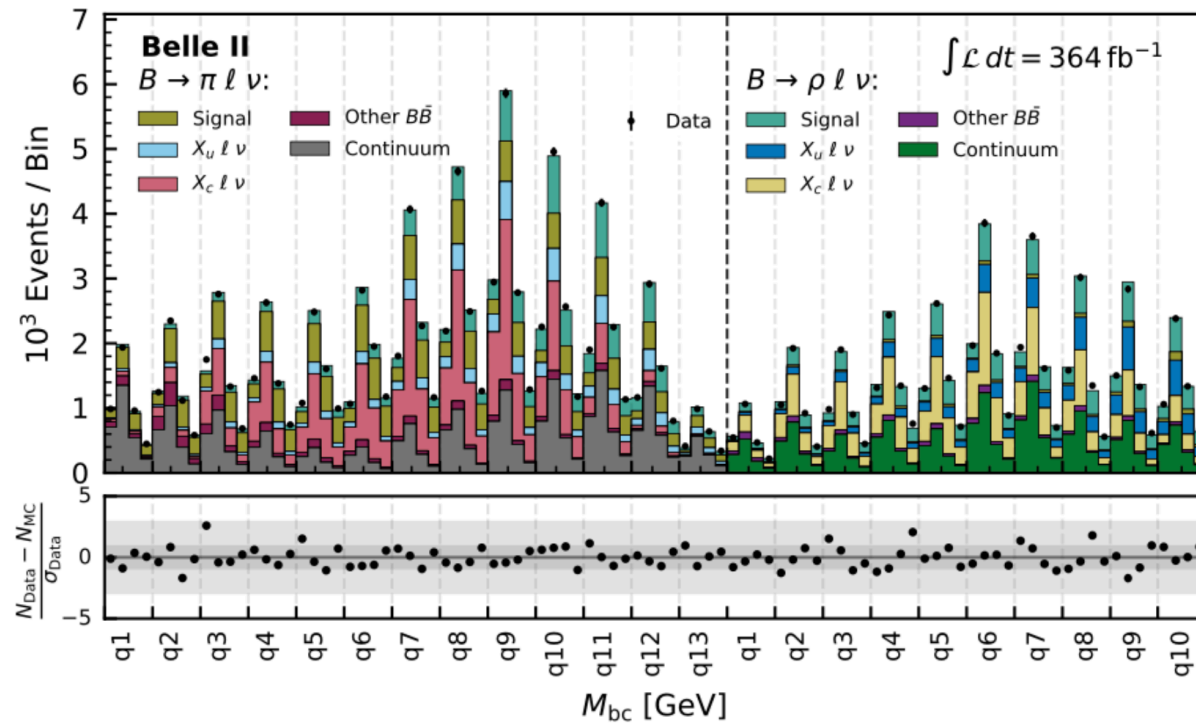 Belle II
B → π ℓ ν:
Signal
X_u ℓ ν
X_c ℓ ν
Other BB̄
Continuum
Data
∫ℒ dt = 364 fb⁻¹
B → ρ ℓ ν:
Signal
X_u ℓ ν
X_c ℓ ν
Other BB̄
Continuum
10³ Events / Bin
7
6
5
4
3
2
1
0
N_Data − N_MC
σ_Data
5
0
−5
q1 q2 q3 q4 q5 q6 q7 q8 q9 q10 q11 q12 q13 q1 q2 q3 q4 q5 q6 q7 q8 q9 q10
M_bc [GeV]